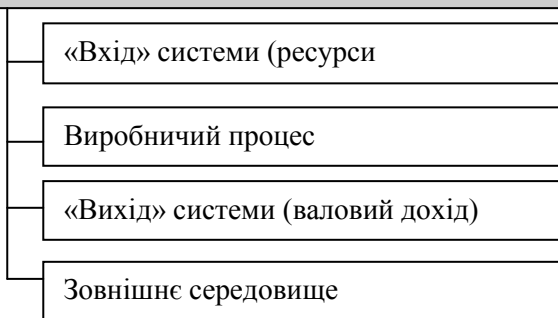 «Вхід» системи (ресурси
Виробничий процес
«Вихід» системи (валовий дохід)
Зовнішнє середовище